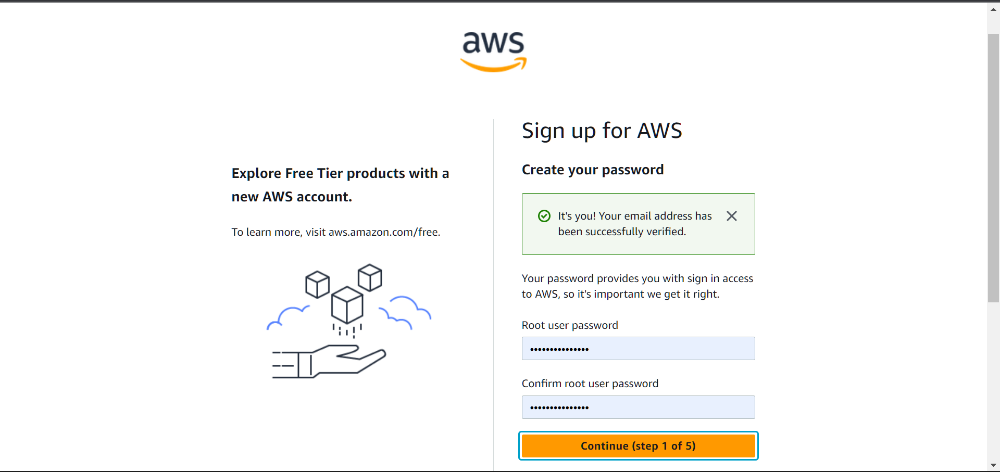 aws
Explore Free Tier products with a
new AWS account.
To learn more, visit aws.amazon.com/free.
Sign up for AWS
Create your password
It's you! Your email address has
been successfully verified.
Your password provides you with sign in access
to AWS, so it's important we get it right.
Root user password
•••••••••••••••
Confirm root user password
•••••••••••••••
Continue (step 1 of 5)